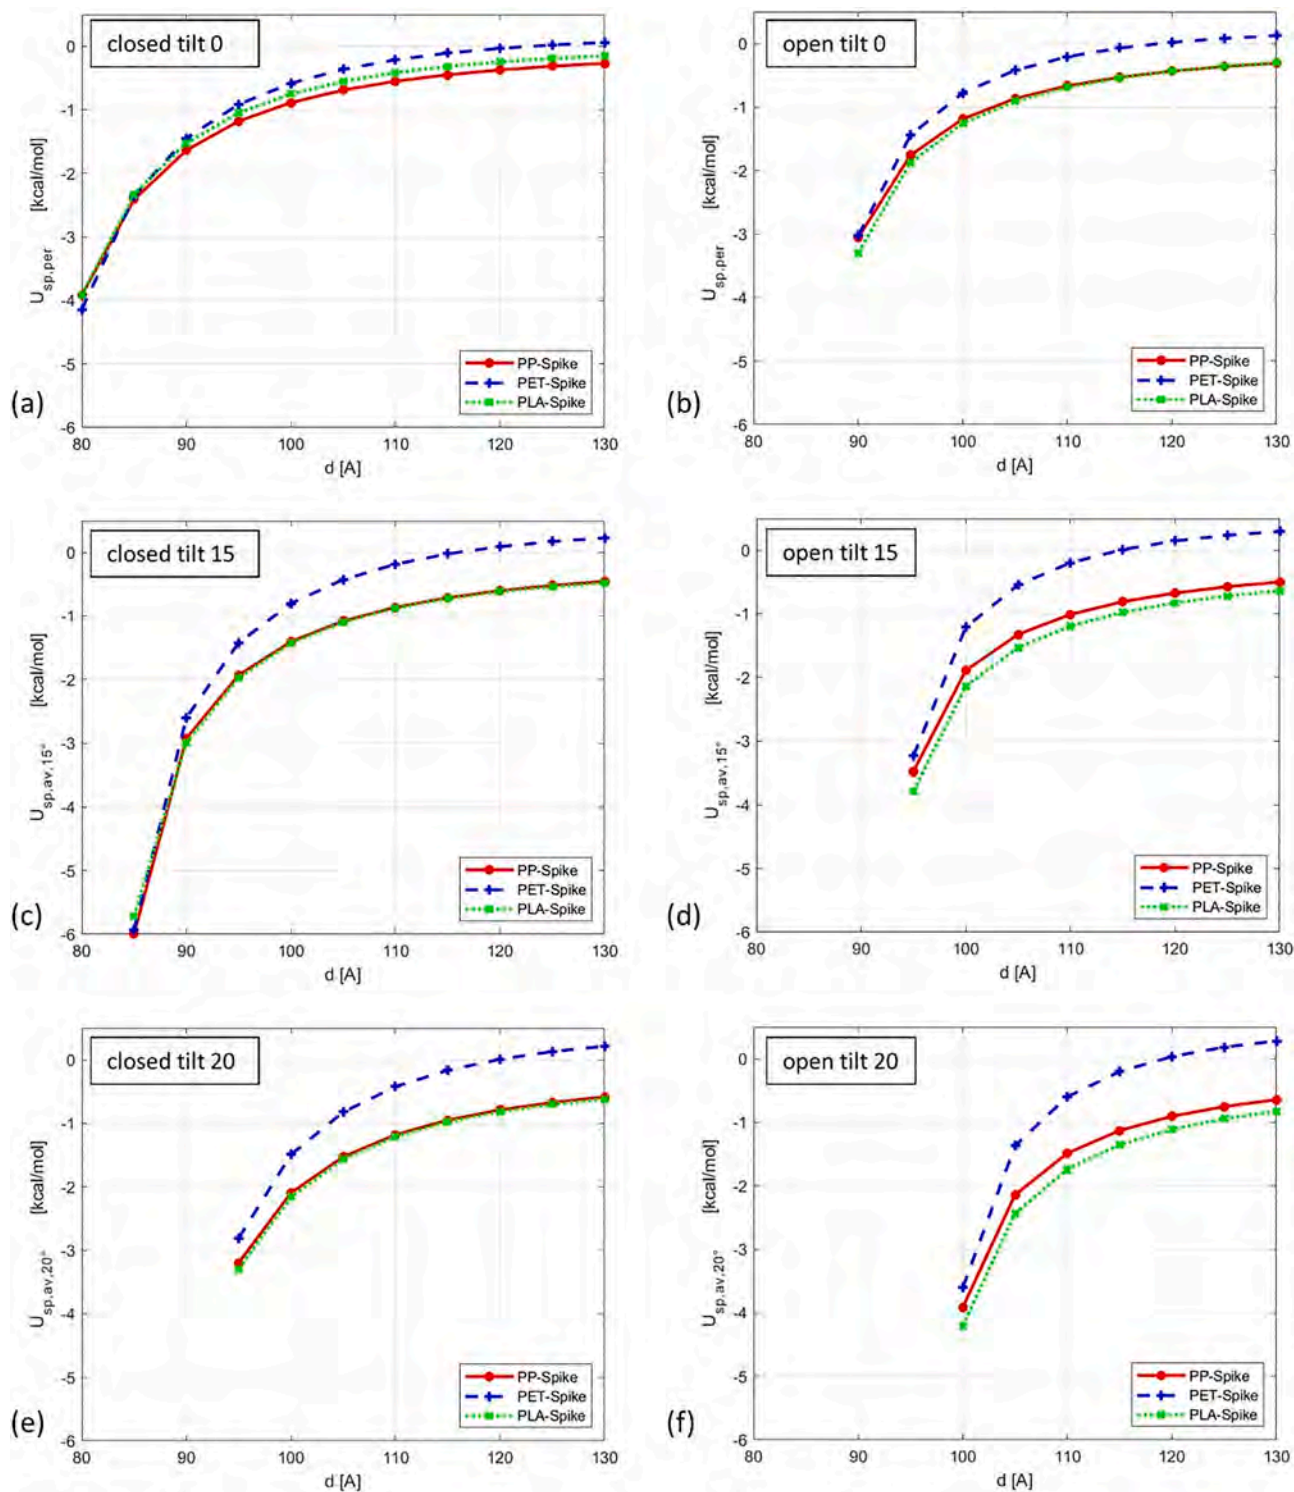 closed tilt 0
0
-1
-2
-3
-4
-5
-6
U sp,per [kcal/mol]
PP-Spike
PET-Spike
PLA-Spike
(a)
80 90 100 110 120 130
d [A]
open tilt 0
0
-1
-2
-3
-4
-5
-6
U sp,per [kcal/mol]
PP-Spike
PET-Spike
PLA-Spike
(b)
80 90 100 110 120 130
d [A]
closed tilt 15
0
-1
-2
-3
-4
-5
-6
U sp,av,15° [kcal/mol]
PP-Spike
PET-Spike
PLA-Spike
(c)
80 90 100 110 120 130
d [A]
open tilt 15
0
-1
-2
-3
-4
-5
-6
U sp,av,15° [kcal/mol]
PP-Spike
PET-Spike
PLA-Spike
(d)
80 90 100 110 120 130
d [A]
closed tilt 20
0
-1
-2
-3
-4
-5
-6
U sp,av,20° [kcal/mol]
PP-Spike
PET-Spike
PLA-Spike
(e)
80 90 100 110 120 130
d [A]
open tilt 20
0
-1
-2
-3
-4
-5
-6
U sp,av,20° [kcal/mol]
PP-Spike
PET-Spike
PLA-Spike
(f)
80 90 100 110 120 130
d [A]